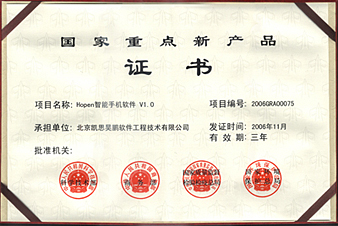 国家重点新产品
证书
项目名称：Hopen智能手机软件 V1.0
项目编号：2006GRA00075
承担单位：北京凯思昊鹏软件工程技术有限公司
发证时间：2006年11月
有效期：三年
批准机关：